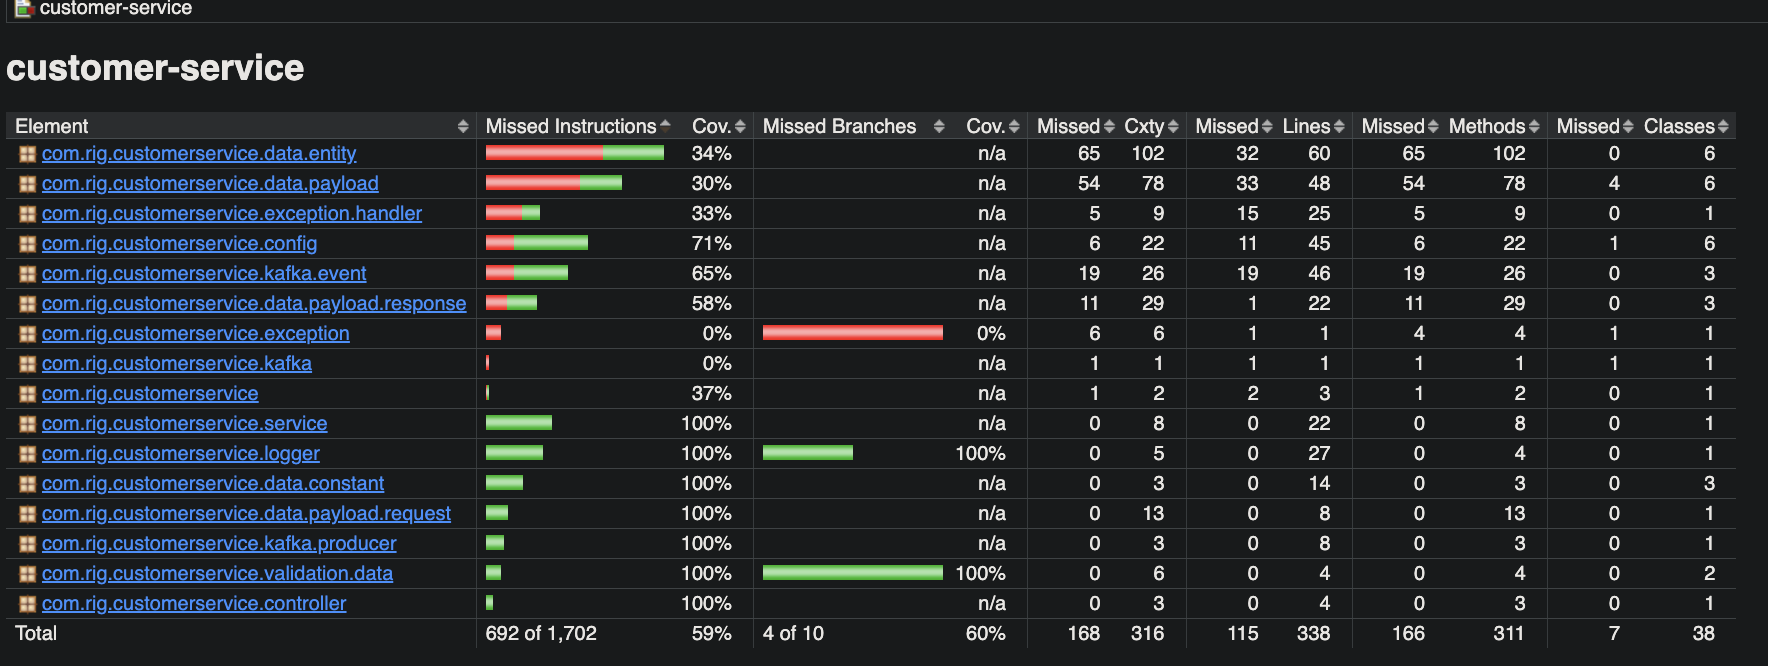 customer-service
customer-service
Element Missed Instructions Cov. Missed Branches Cov. Missed Cxty Missed Lines Missed Methods Missed Classes
com.rig.customerservice.data.entity 34% n/a 65 102 32 60 65 102 0 6
com.rig.customerservice.data.payload 30% n/a 54 78 33 48 54 78 4 6
com.rig.customerservice.exception.handler 33% n/a 5 9 15 25 5 9 0 1
com.rig.customerservice.config 71% n/a 6 22 11 45 6 22 1 6
com.rig.customerservice.kafka.event 65% n/a 19 26 19 46 19 26 0 3
com.rig.customerservice.data.payload.response 58% n/a 11 29 1 22 11 29 0 3
com.rig.customerservice.exception 0% 0% 6 6 1 1 4 4 1 1
com.rig.customerservice.kafka 0% n/a 1 1 1 1 1 1 1 1
com.rig.customerservice 37% n/a 1 2 2 3 1 2 0 1
com.rig.customerservice.service 100% n/a 0 8 0 22 0 8 0 1
com.rig.customerservice.logger 100% 100% 0 5 0 27 0 4 0 1
com.rig.customerservice.data.constant 100% n/a 0 3 0 14 0 3 0 3
com.rig.customerservice.data.payload.request 100% n/a 0 13 0 8 0 13 0 1
com.rig.customerservice.kafka.producer 100% n/a 0 3 0 8 0 3 0 1
com.rig.customerservice.validation.data 100% 100% 0 6 0 4 0 4 0 2
com.rig.customerservice.controller 100% n/a 0 3 0 4 0 3 0 1
Total 692 of 1,702 59% 4 of 10 60% 168 316 115 338 166 311 7 38